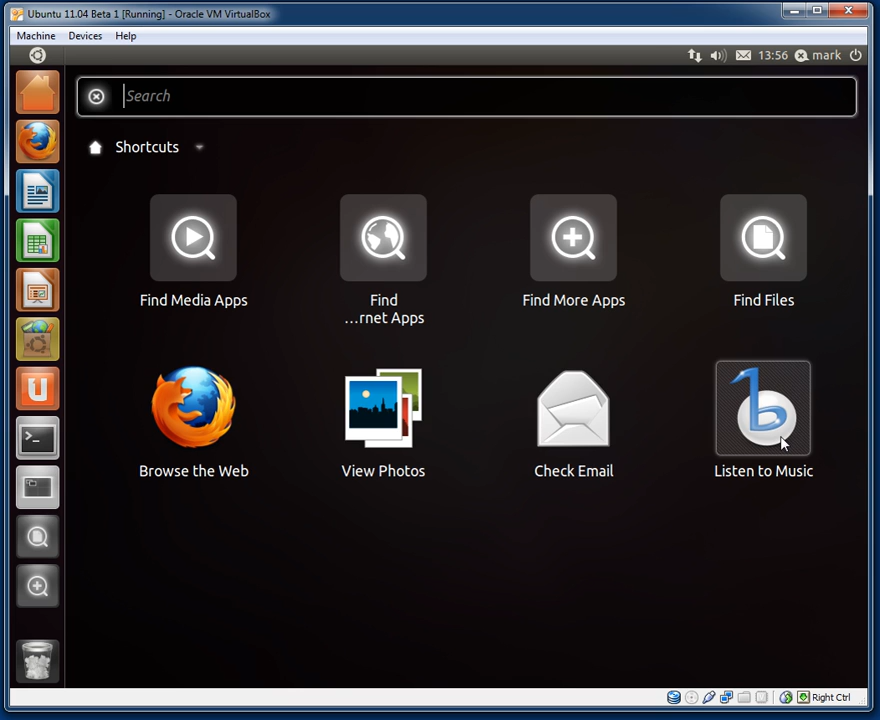 Ubuntu 11.04 Beta 1 [Running] - Oracle VM VirtualBox
Machine Devices Help
13:56 mark
Search
Shortcuts
Find Media Apps
Find
...rnet Apps
Find More Apps
Find Files
Browse the Web
View Photos
Check Email
Listen to Music
Right Ctrl